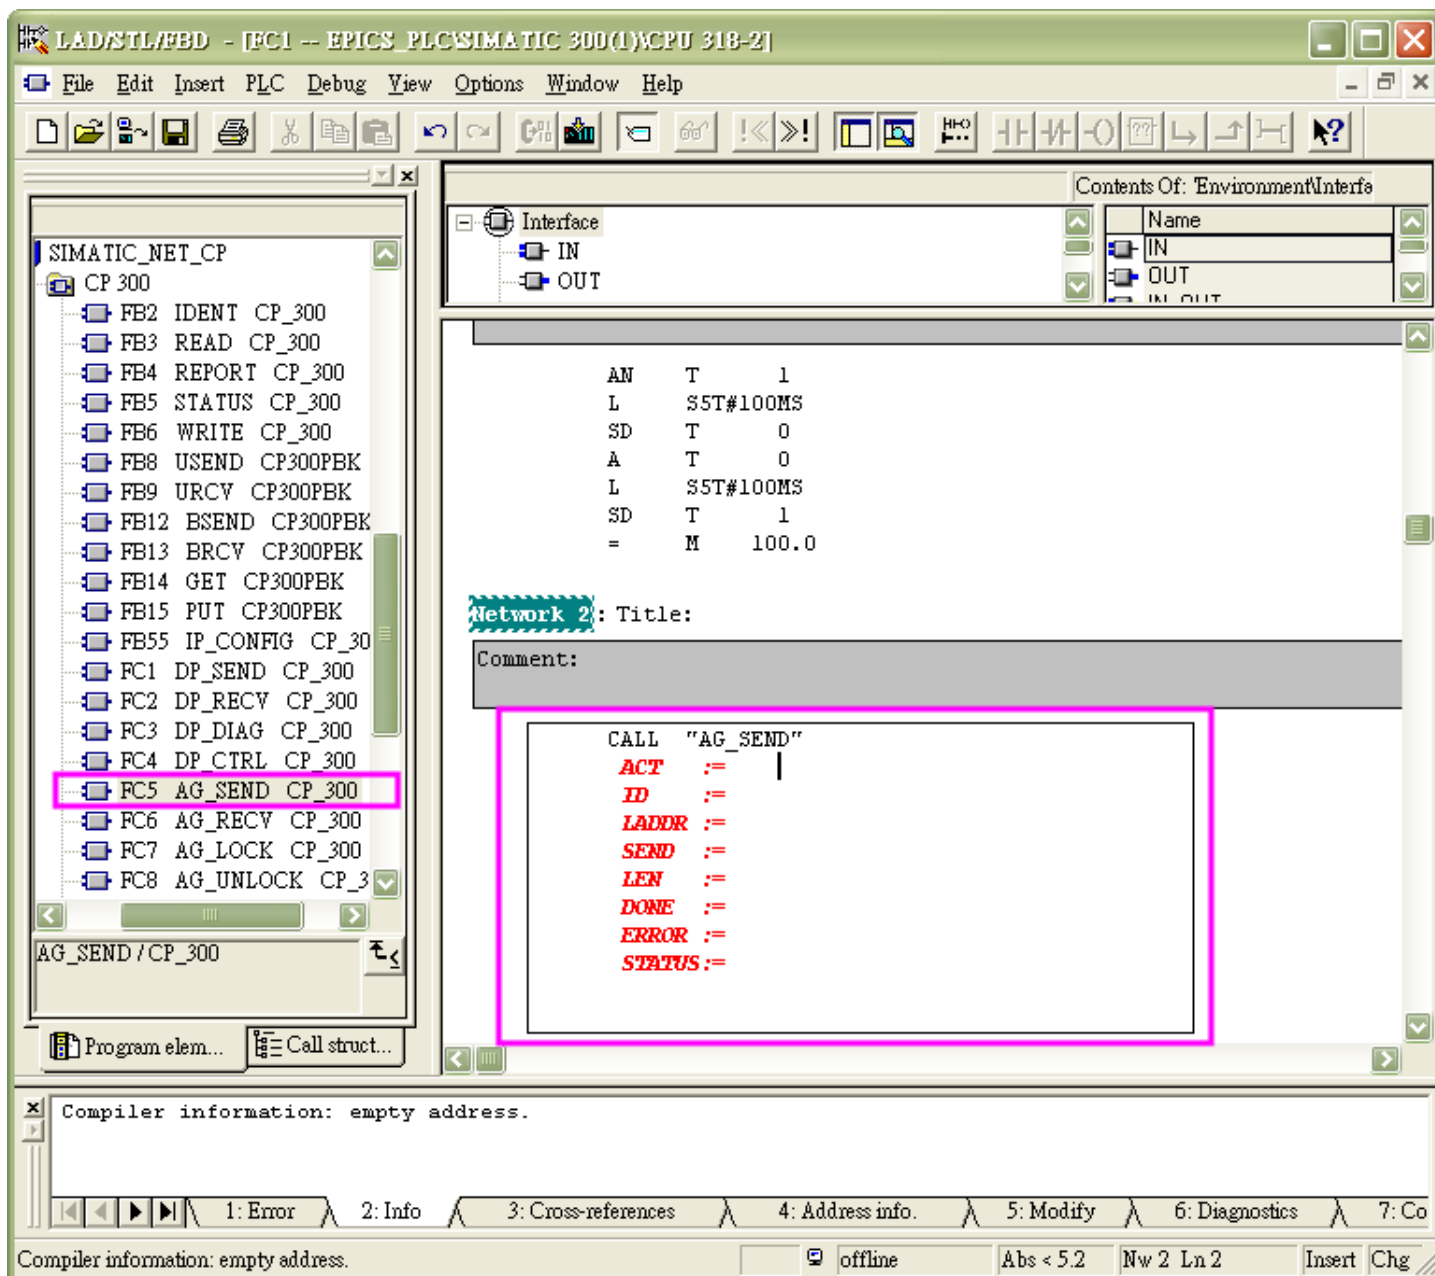 LAD/STL/FBD - [FC1 -- EPICS_PLC\SIMATIC 300(1)\CPU 318-2]
File Edit Insert PLC Debug View Options Window Help
Contents Of: 'Environment\Interfa
Interface
IN
OUT
Name
IN
OUT
IN_OUT
SIMATIC_NET_CP
CP 300
FB2 IDENT CP_300
FB3 READ CP_300
FB4 REPORT CP_300
FB5 STATUS CP_300
FB6 WRITE CP_300
FB8 USEND CP300PBK
FB9 URCV CP300PBK
FB12 BSEND CP300PBK
FB13 BRCV CP300PBK
FB14 GET CP300PBK
FB15 PUT CP300PBK
FB55 IP_CONFIG CP_30
FC1 DP_SEND CP_300
FC2 DP_RECV CP_300
FC3 DP_DIAG CP_300
FC4 DP_CTRL CP_300
FC5 AG_SEND CP_300
FC6 AG_RECV CP_300
FC7 AG_LOCK CP_300
FC8 AG_UNLOCK CP_3
AG_SEND / CP_300
Program elem...
Call struct...
AN T 1
L S5T#100MS
SD T 0
A T 0
L S5T#100MS
SD T 1
= M 100.0
Network 2: Title:
Comment:
CALL "AG_SEND"
ACT :=
ID :=
LADDR :=
SEND :=
LEN :=
DONE :=
ERROR :=
STATUS:=
Compiler information: empty address.
1: Error 2: Info 3: Cross-references 4: Address info. 5: Modify 6: Diagnostics 7: Co
Compiler information: empty address.
offline
Abs < 5.2
Nw 2 Ln 2
Insert
Chg